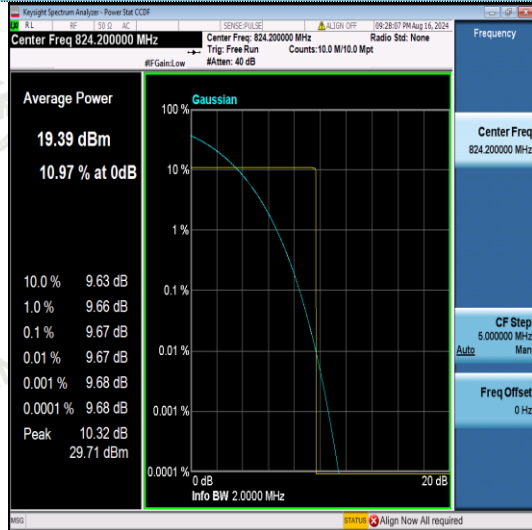 Keysight Spectrum Analyzer - Power Stat CCDF
RL RF 50 Ω AC SENSE:PULSE ALIGN OFF 09:28:07 PM Aug 16, 2024
Center Freq 824.200000 MHz
Center Freq: 824.200000 MHz Radio Std: None
Trig: Free Run Counts:10.0 M/10.0 Mpt
#IFGain:Low #Atten: 40 dB
Frequency
Average Power
19.39 dBm
10.97 % at 0dB
10.0 % 9.63 dB
1.0 % 9.66 dB
0.1 % 9.67 dB
0.01 % 9.67 dB
0.001 % 9.68 dB
0.0001 % 9.68 dB
Peak 10.32 dB
29.71 dBm
Gaussian
100 %
10 %
1 %
0.1 %
0.01 %
0.001 %
0.0001 %
0 dB 20 dB
Info BW 2.0000 MHz
Center Freq
824.200000 MHz
CF Step
5.000000 MHz
Auto Man
Freq Offset
0 Hz
MSG STATUS Align Now All required